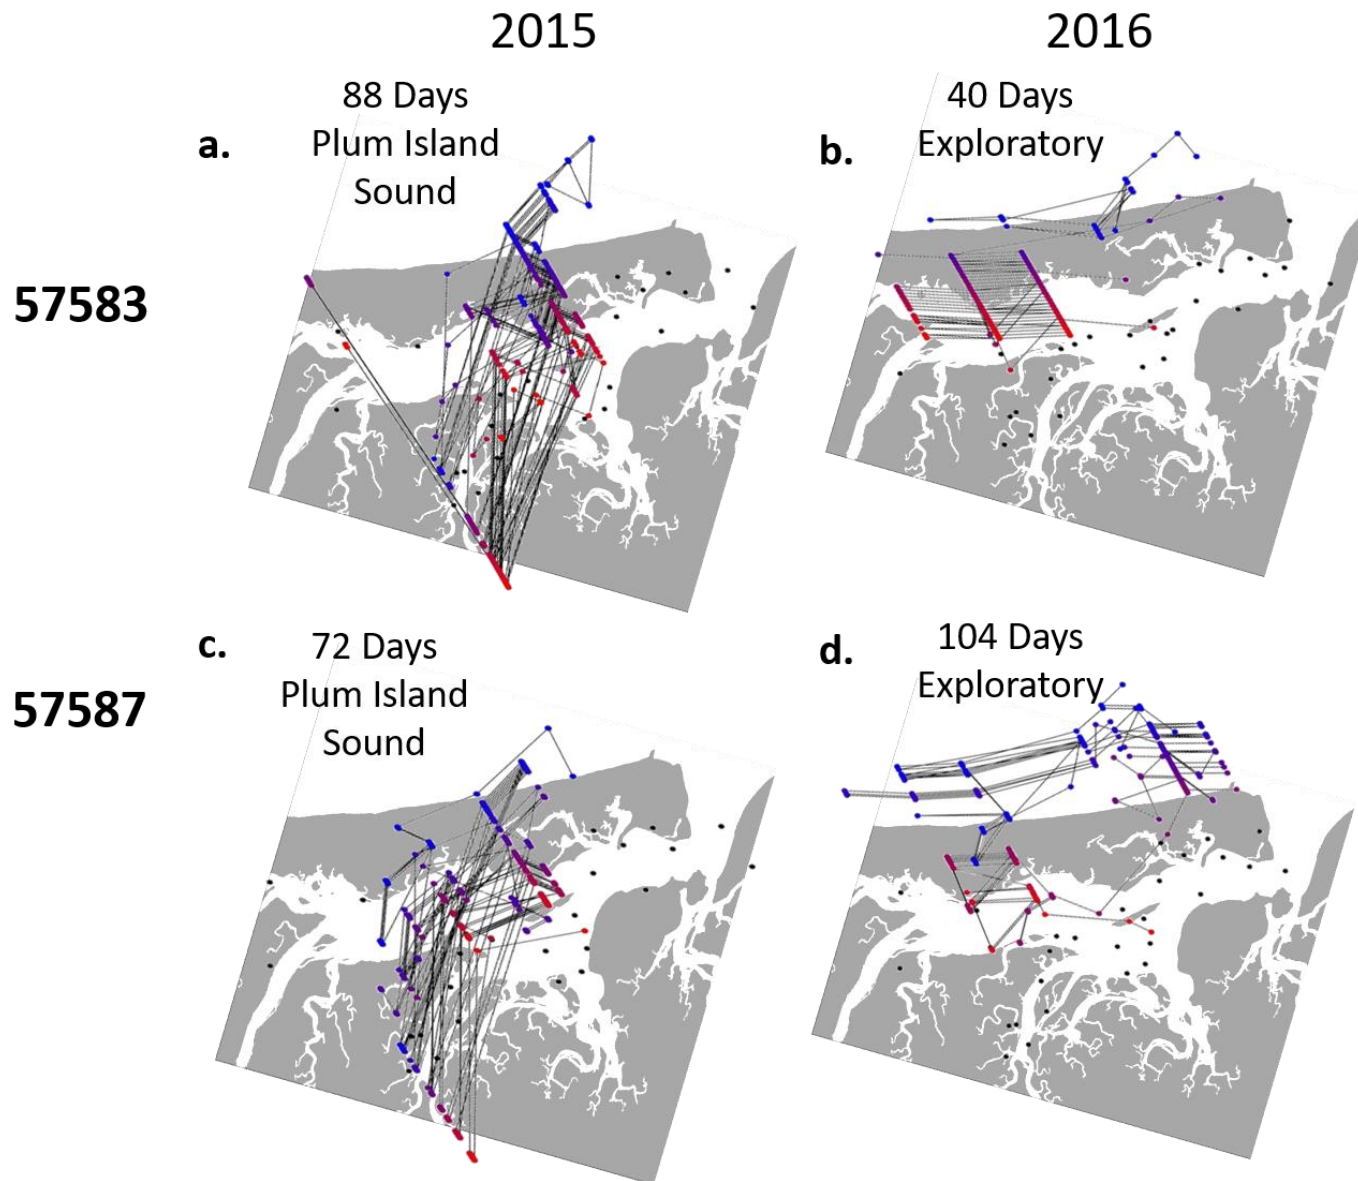 2015
2016
88 Days
Plum Island
Sound
a.
40 Days
Exploratory
b.
57583
72 Days
Plum Island
Sound
c.
104 Days
Exploratory
d.
57587